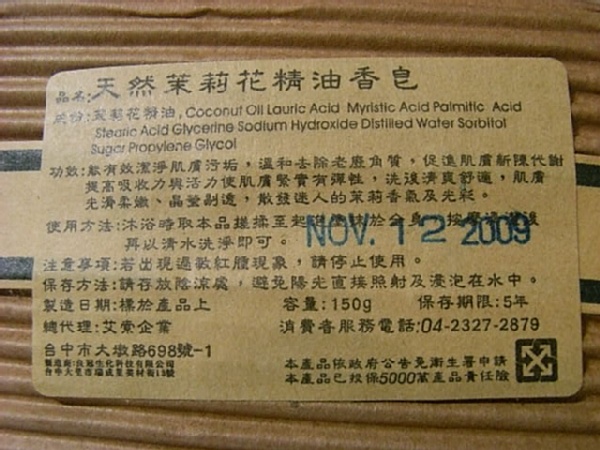 品名:天然茉莉花精油香皂
成份:茉莉花精油, Coconut Oil Lauric Acid Myristic Acid Palmitic Acid
Stearic Acid Glycerine Sodium Hydroxide Distilled Water Sorbitol
Sugar Propylene Glycol
功效:能有效潔淨肌膚污垢,溫和去除老廢角質,促進肌膚新陳代謝
提高吸收力與活力使肌膚緊實有彈性,洗後清爽舒適,肌膚
光滑柔嫩、晶瑩剔透,散發迷人的茉莉香氣及光彩。
使用方法:沐浴時取本品搓揉至起泡
NOV. 12 2009
再以清水洗淨即可。
注意事項:若出現過敏紅腫現象,請停止使用。
保存方法:請存放陰涼處,避免陽光直接照射及浸泡在水中。
製造日期:標於產品上 容量:150g 保存期限:5年
總代理:艾索企業 消費者服務電話:04-2327-2879
台中市大墩路698號-1
本產品依政府公告免衛生署申請
本產品已投保5000萬產品責任險